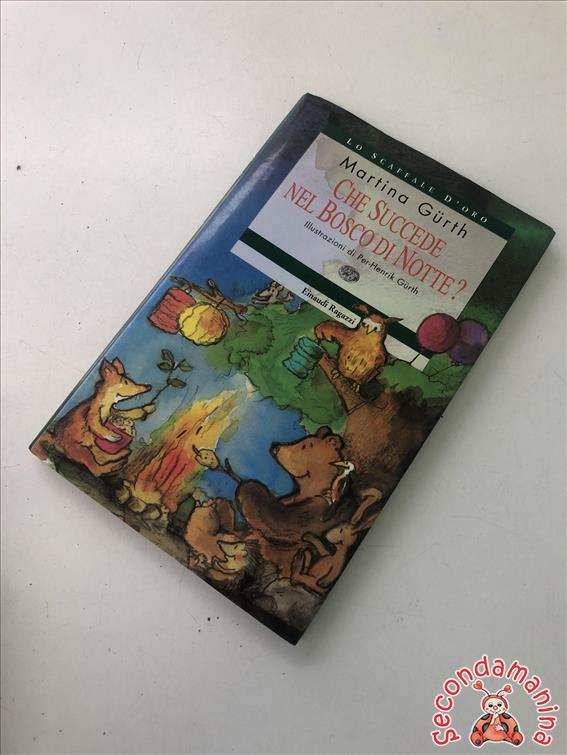 LO SCAFFALE D'ORO
Martina Gürth
CHE SUCCEDE
NEL BOSCO DI NOTTE?
Illustrazioni di Per-Henrik Gürth
Einaudi Ragazzi
Secondamanina